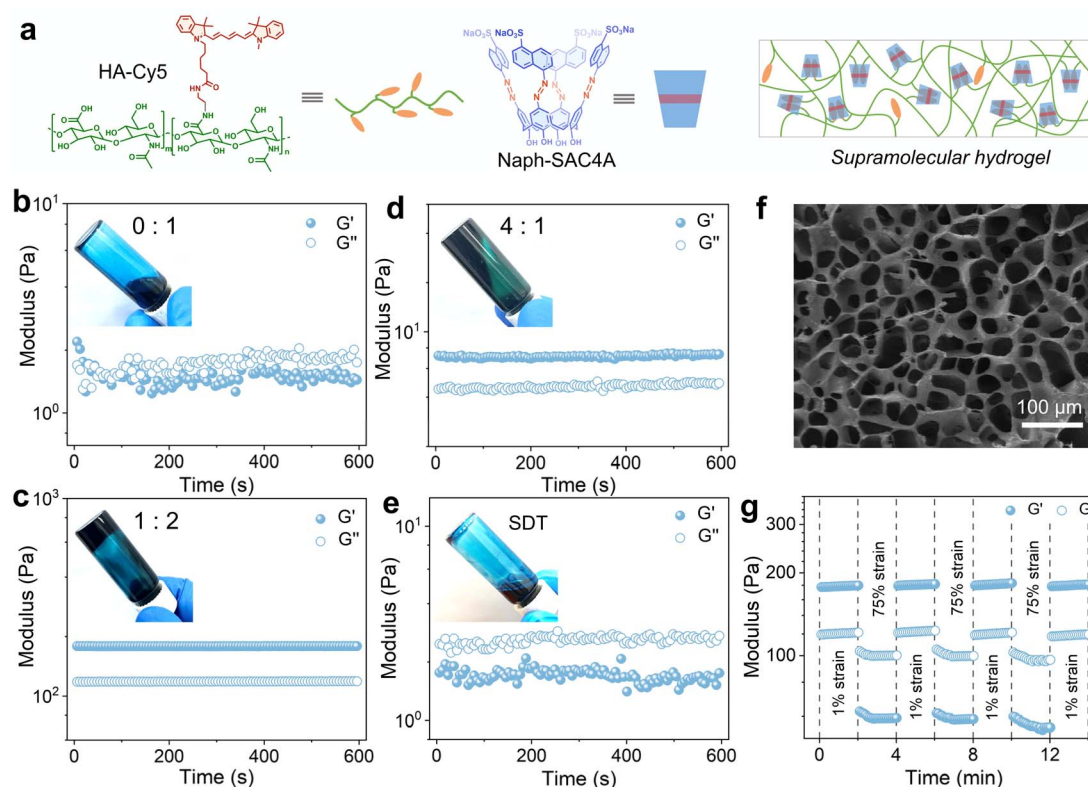 a
HA-Cy5
Naph-SAC4A
Supramolecular hydrogel
NaO₃S
NaO₃S
SO₃Na
SO₃Na
N
N
N
N
N
N
OH OH OH OH
N⁺
N
O
HN
NH
O
OH
O
HO
OH
O
HO
O
NH
O
m
n
b
0 : 1
G'
G"
Modulus (Pa)
10¹
10⁰
0 200 400 600
Time (s)
d
4 : 1
G'
G"
Modulus (Pa)
10¹
0 200 400 600
Time (s)
f
100 µm
c
1 : 2
G'
G"
Modulus (Pa)
10³
10²
0 200 400 600
Time (s)
e
SDT
G'
G"
Modulus (Pa)
10¹
10⁰
0 200 400 600
Time (s)
g
G'
Modulus (Pa)
300
200
100
1% strain
75% strain
1% strain
75% strain
1% strain
75% strain
1% strain
0 4 8 12
Time (min)